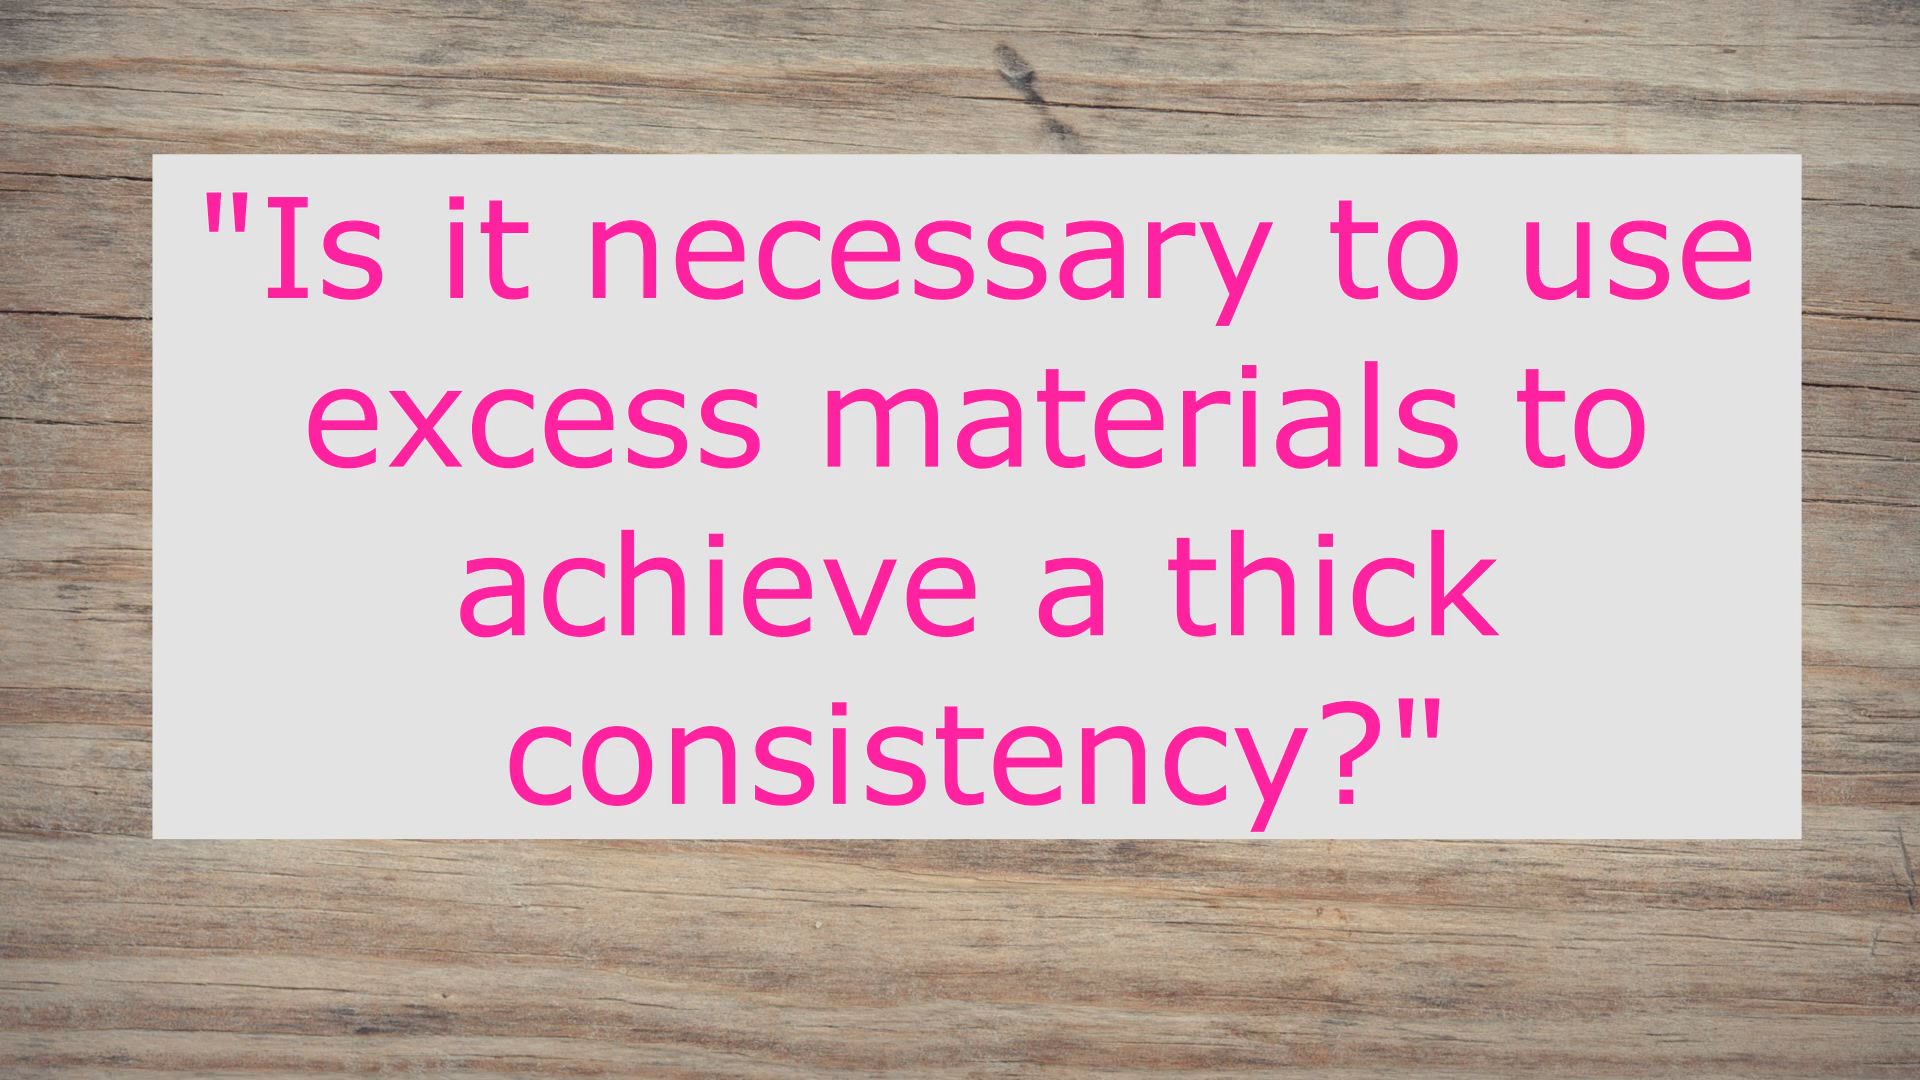 "Is it necessary to use
excess materials to
achieve a thick
consistency?"